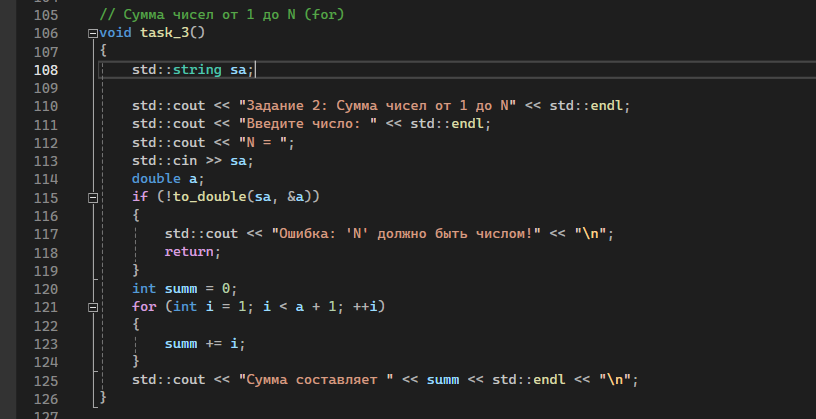 105 // Сумма чисел от 1 до N (for)
106 void task_3()
107 {
108 std::string sa;
109
110 std::cout << "Задание 2: Сумма чисел от 1 до N" << std::endl;
111 std::cout << "Введите число: " << std::endl;
112 std::cout << "N = ";
113 std::cin >> sa;
114 double a;
115 if (!to_double(sa, &a))
116 {
117 std::cout << "Ошибка: 'N' должно быть числом!" << "\n";
118 return;
119 }
120 int summ = 0;
121 for (int i = 1; i < a + 1; ++i)
122 {
123 summ += i;
124 }
125 std::cout << "Сумма составляет " << summ << std::endl << "\n";
126 }
127